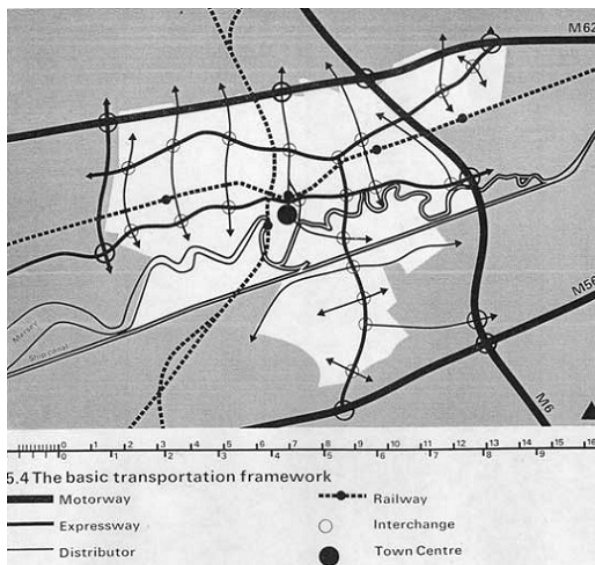 M62
M56
Mersey
Ship canal
M6
0 1 2 3 4 5 6 7 8 9 10 11 12 13 14 15 16
0 1 2 3 4 5 6 7 8 9
5.4 The basic transportation framework
Motorway Railway
Expressway Interchange
Distributor Town Centre